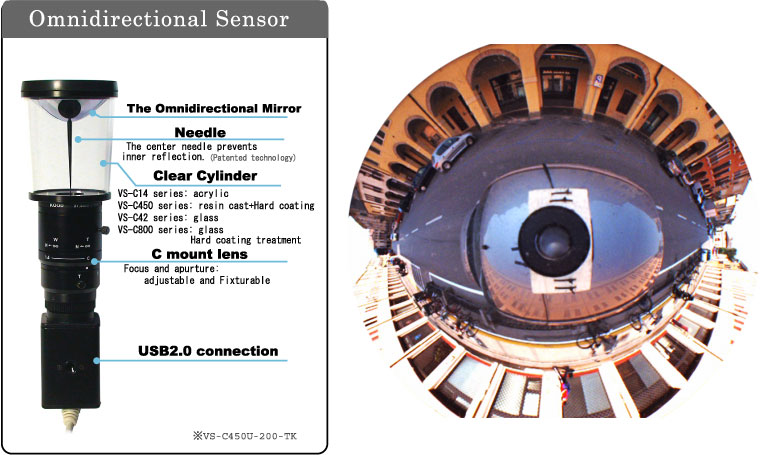 Omnidirectional Sensor
The Omnidirectional Mirror
Needle
The center needle prevents
inner reflection. (Patented technology)
Clear Cylinder
VS-C14 series: acrylic
VS-C450 series: resin cast+Hard coating
VS-C42 series: glass
VS-C800 series: glass
Hard coating treatment
C mount lens
Focus and apurture:
adjustable and Fixturable
USB2.0 connection
※VS-C450U-200-TK